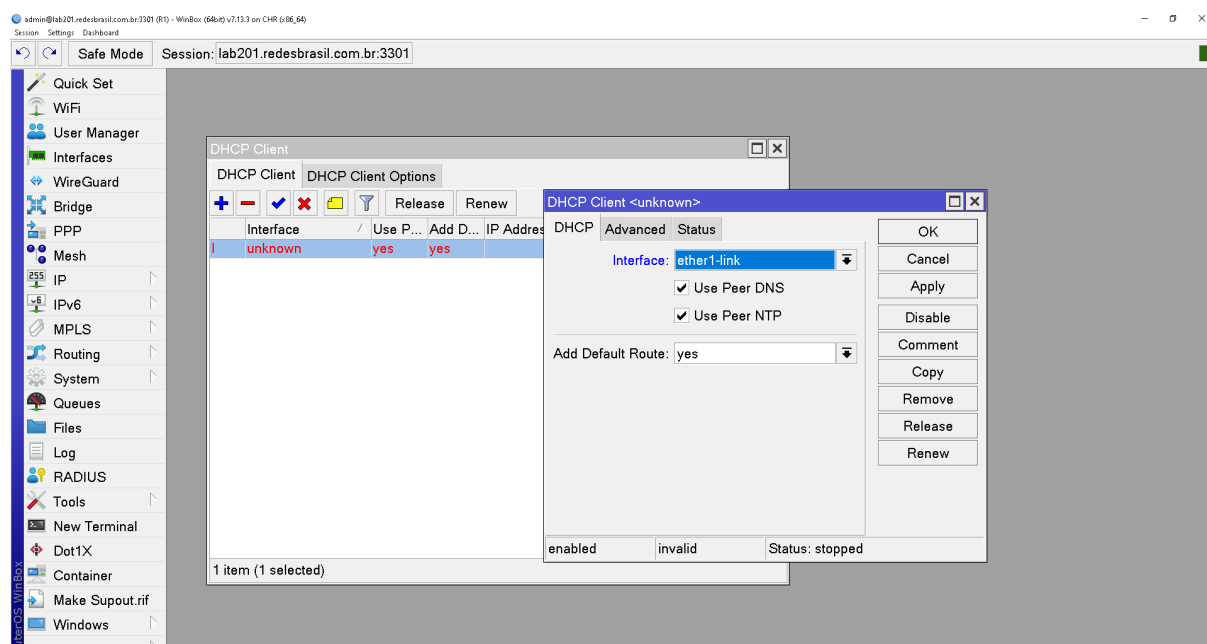 admin@lab201.redesbrasil.com.br:3301 (R1) - WinBox (64bit) v7.13.3 on CHR (x86_64)
Session Settings Dashboard
Safe Mode Session: lab201.redesbrasil.com.br:3301
Quick Set
WiFi
User Manager
Interfaces
WireGuard
Bridge
PPP
Mesh
255 IP
v6 IPv6
MPLS
Routing
System
Queues
Files
Log
RADIUS
Tools
New Terminal
Dot1X
Container
Make Supout.rif
Windows
uterOS WinBox
DHCP Client
DHCP Client DHCP Client Options
Release Renew
Interface / Use P... Add D... IP Addres
I unknown yes yes
1 item (1 selected)
DHCP Client <unknown>
DHCP Advanced Status
Interface: ether1-link
Use Peer DNS
Use Peer NTP
Add Default Route: yes
OK
Cancel
Apply
Disable
Comment
Copy
Remove
Release
Renew
enabled invalid Status: stopped